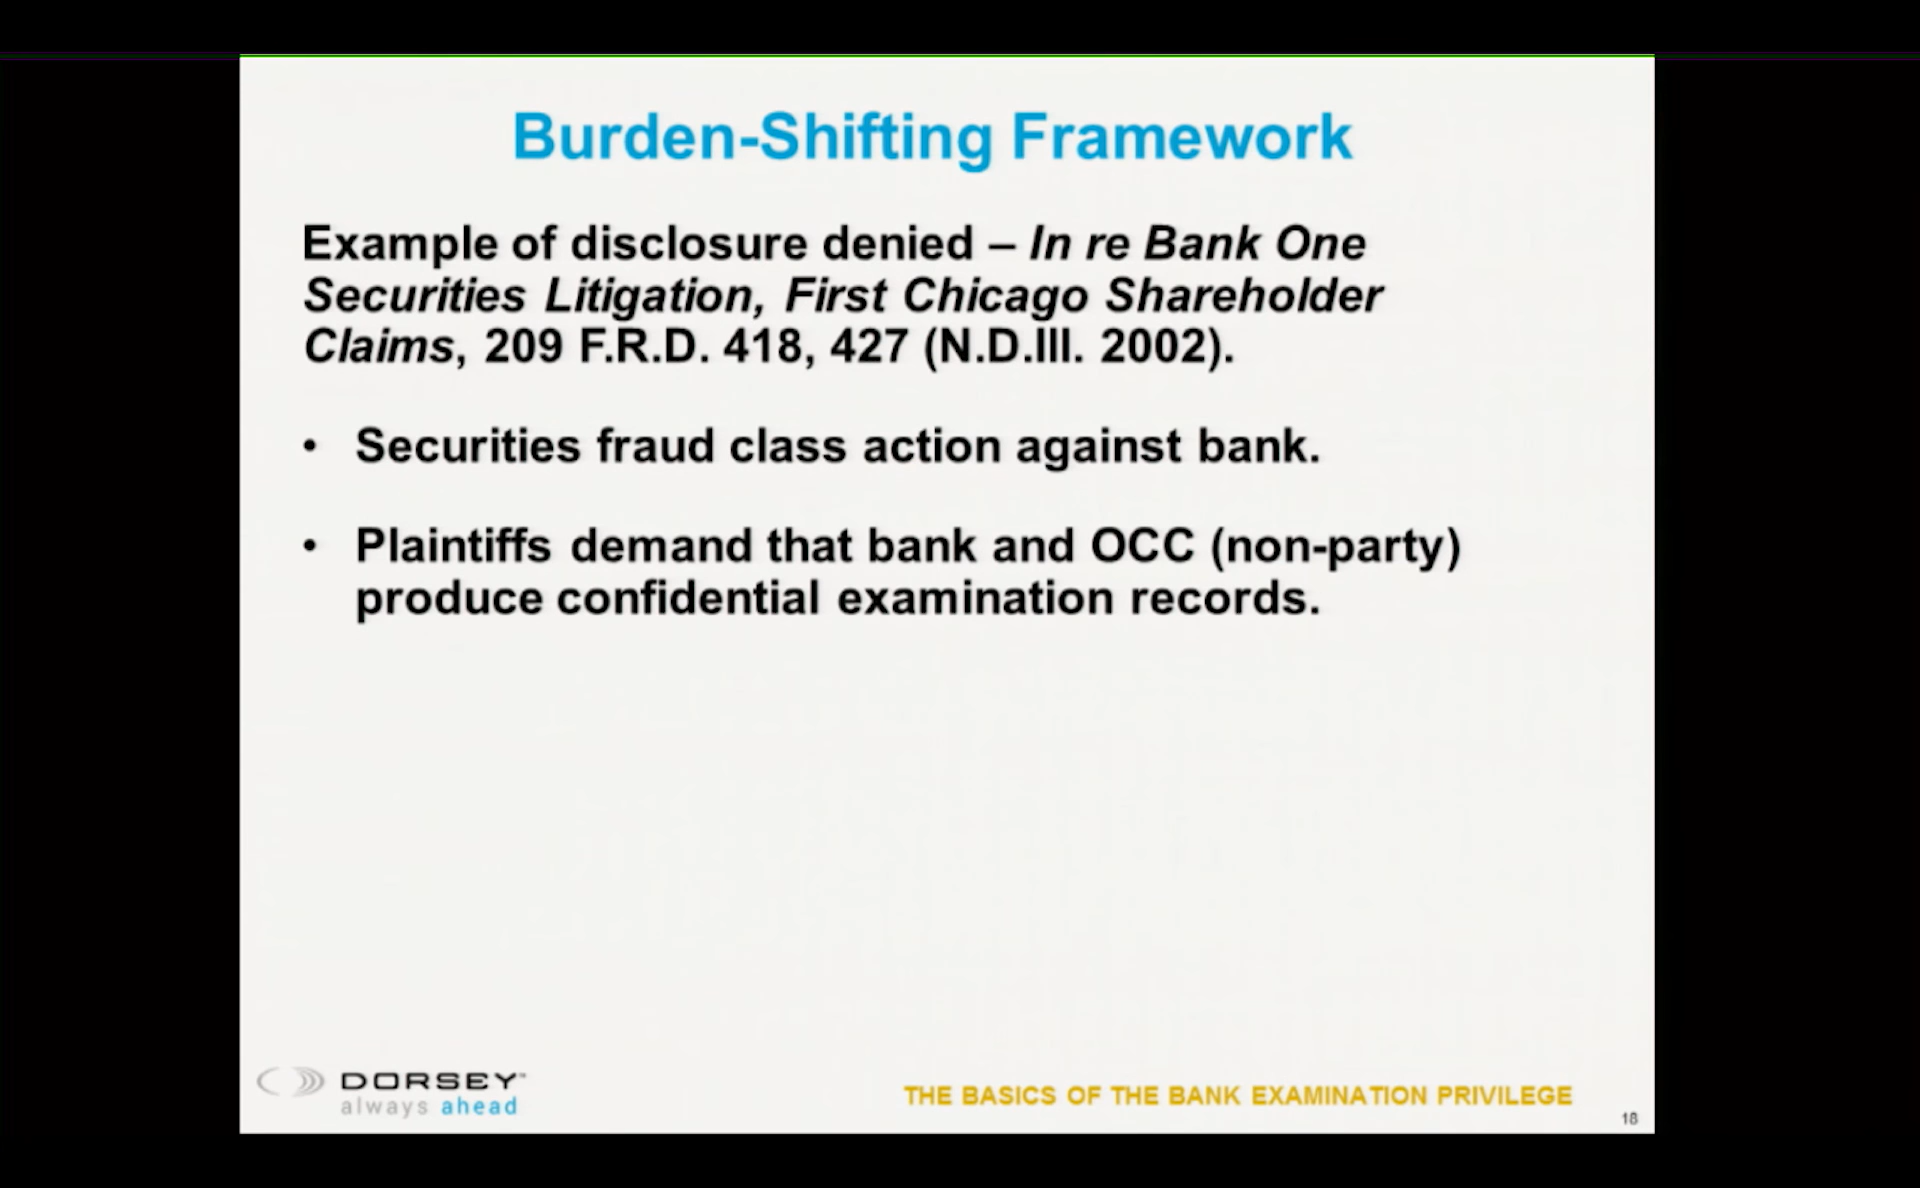 Burden-Shifting Framework
Example of disclosure denied – In re Bank One
Securities Litigation, First Chicago Shareholder
Claims, 209 F.R.D. 418, 427 (N.D.Ill. 2002).
• Securities fraud class action against bank.
• Plaintiffs demand that bank and OCC (non-party)
produce confidential examination records.
DORSEY™
always ahead
THE BASICS OF THE BANK EXAMINATION PRIVILEGE
18